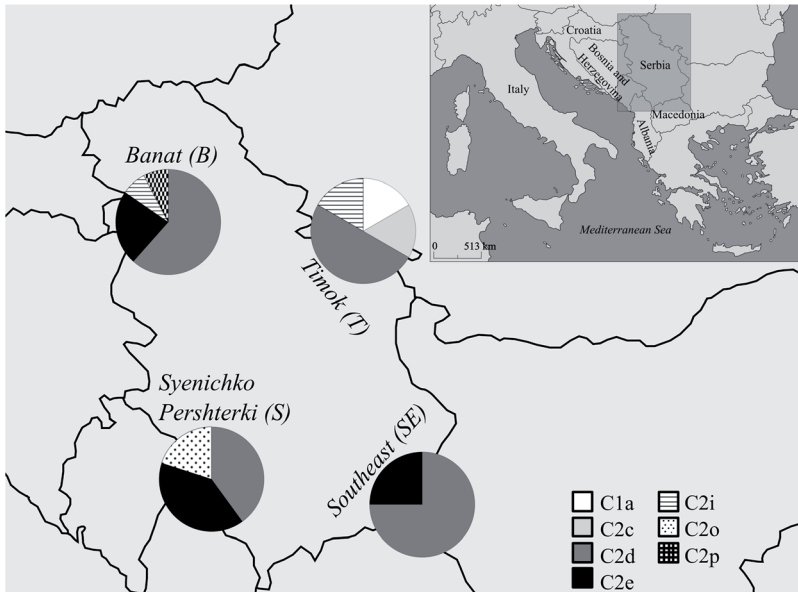 Croatia
Bosnia and
Herzegovina
Serbia
Italy
Macedonia
Albania
Mediterranean Sea
0 513 km
Banat (B)
Timok (T)
Syenichko
Pershterki (S)
Southeast (SE)
C1a
C2c
C2d
C2e
C2i
C2o
C2p